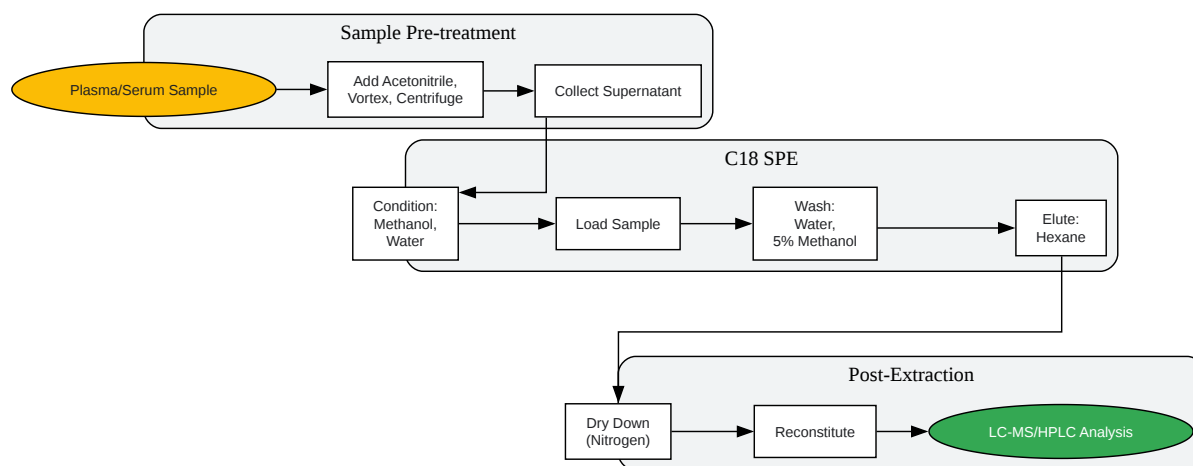 Sample Pre-treatment
Plasma/Serum Sample
Add Acetonitrile,
Vortex, Centrifuge
Collect Supernatant
C18 SPE
Condition:
Methanol,
Water
Load Sample
Wash:
Water,
5% Methanol
Elute:
Hexane
Post-Extraction
Dry Down
(Nitrogen)
Reconstitute
LC-MS/HPLC Analysis